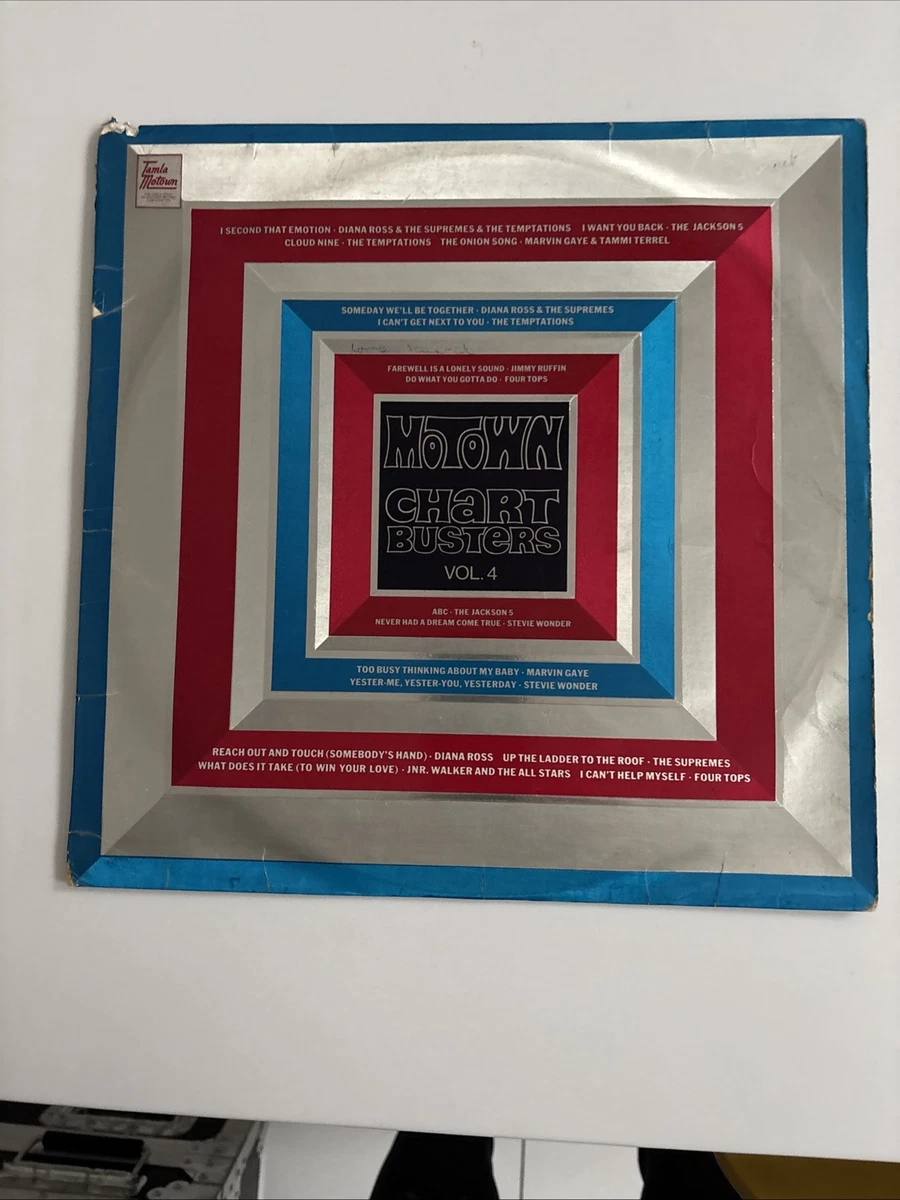 Tamla
Motown
I SECOND THAT EMOTION · DIANA ROSS & THE SUPREMES & THE TEMPTATIONS I WANT YOU BACK · THE JACKSON 5
CLOUD NINE · THE TEMPTATIONS THE ONION SONG · MARVIN GAYE & TAMMI TERREL
SOMEDAY WE'LL BE TOGETHER · DIANA ROSS & THE SUPREMES
I CAN'T GET NEXT TO YOU · THE TEMPTATIONS
FAREWELL IS A LONELY SOUND · JIMMY RUFFIN
DO WHAT YOU GOTTA DO · FOUR TOPS
MOTOWN
CHaRT
BUSTeRS
VOL. 4
ABC · THE JACKSON 5
NEVER HAD A DREAM COME TRUE · STEVIE WONDER
TOO BUSY THINKING ABOUT MY BABY · MARVIN GAYE
YESTER-ME, YESTER-YOU, YESTERDAY · STEVIE WONDER
REACH OUT AND TOUCH (SOMEBODY'S HAND) · DIANA ROSS UP THE LADDER TO THE ROOF · THE SUPREMES
WHAT DOES IT TAKE (TO WIN YOUR LOVE) · JNR. WALKER AND THE ALL STARS I CAN'T HELP MYSELF · FOUR TOPS